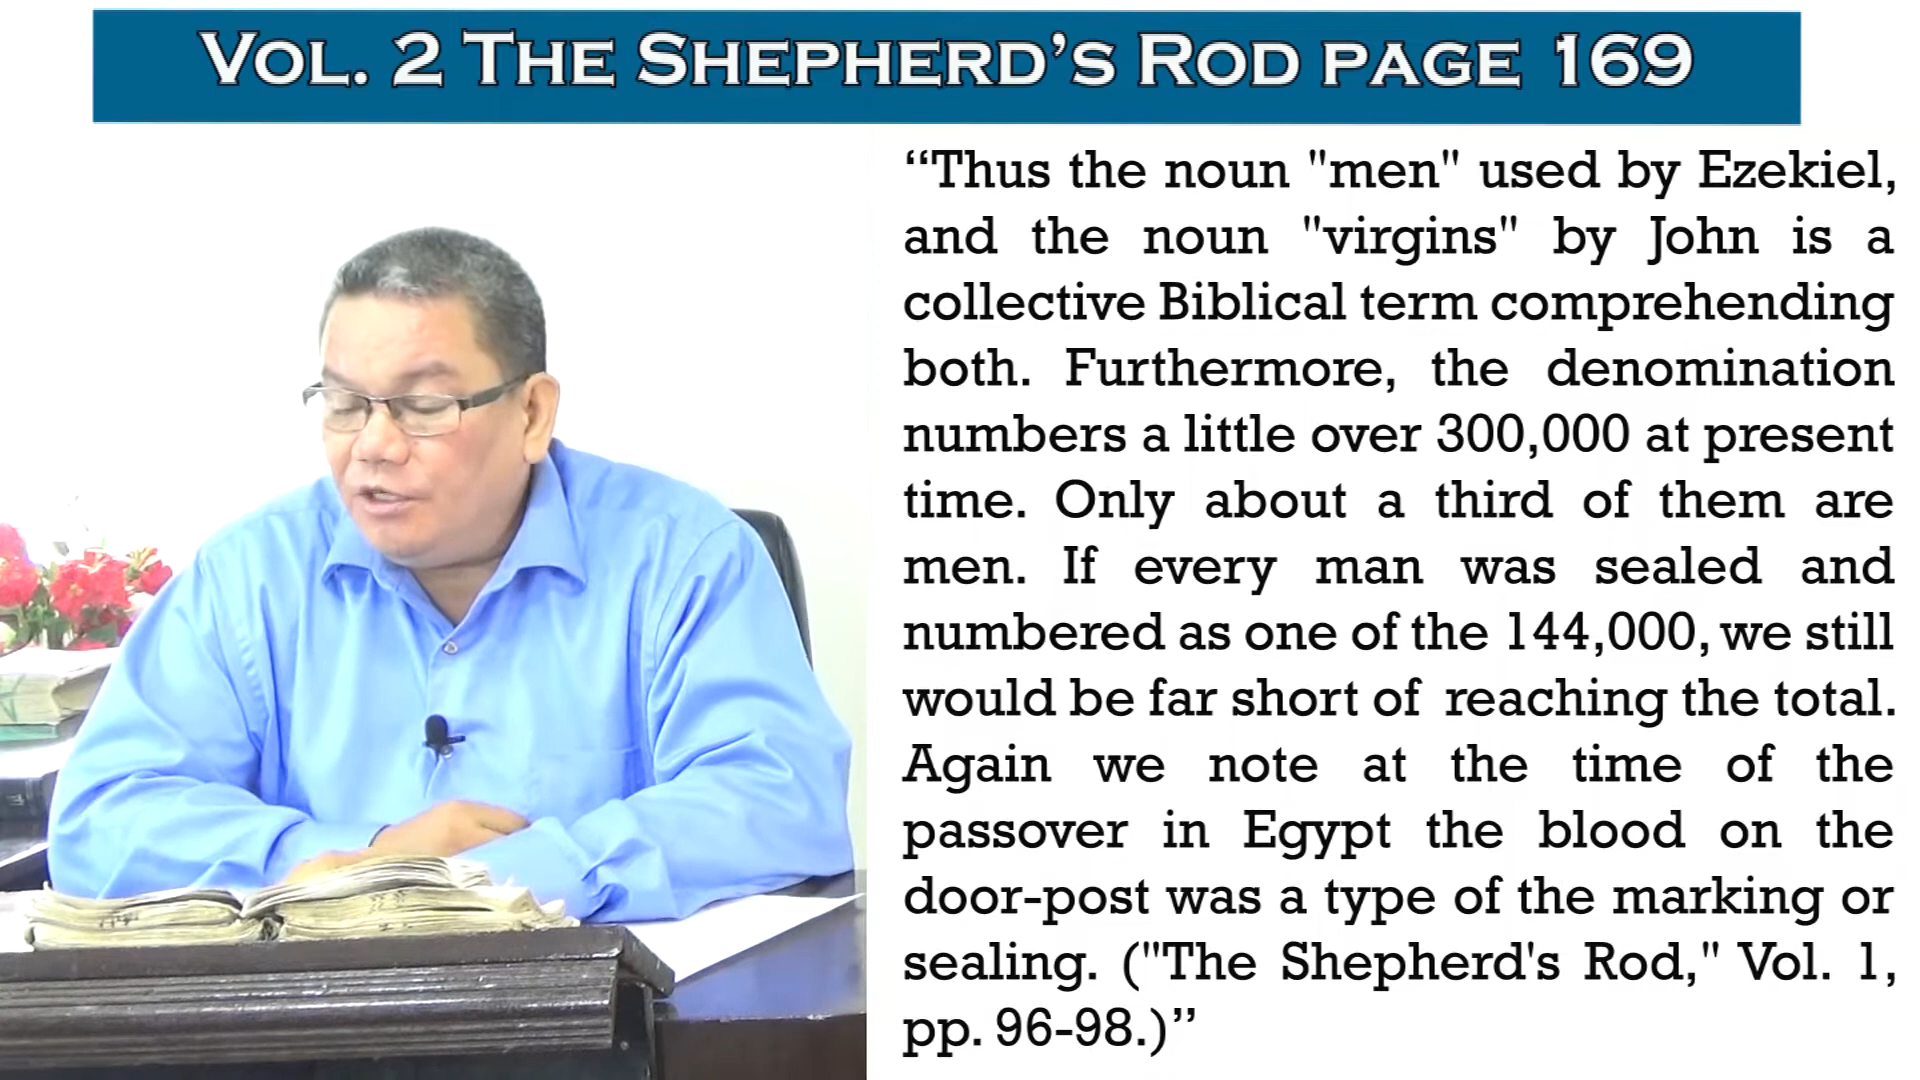 Vol. 2 The Shepherd’s Rod page 169
“Thus the noun "men" used by Ezekiel,
and the noun "virgins" by John is a
collective Biblical term comprehending
both. Furthermore, the denomination
numbers a little over 300,000 at present
time. Only about a third of them are
men. If every man was sealed and
numbered as one of the 144,000, we still
would be far short of reaching the total.
Again we note at the time of the
passover in Egypt the blood on the
door-post was a type of the marking or
sealing. ("The Shepherd's Rod," Vol. 1,
pp. 96-98.)”